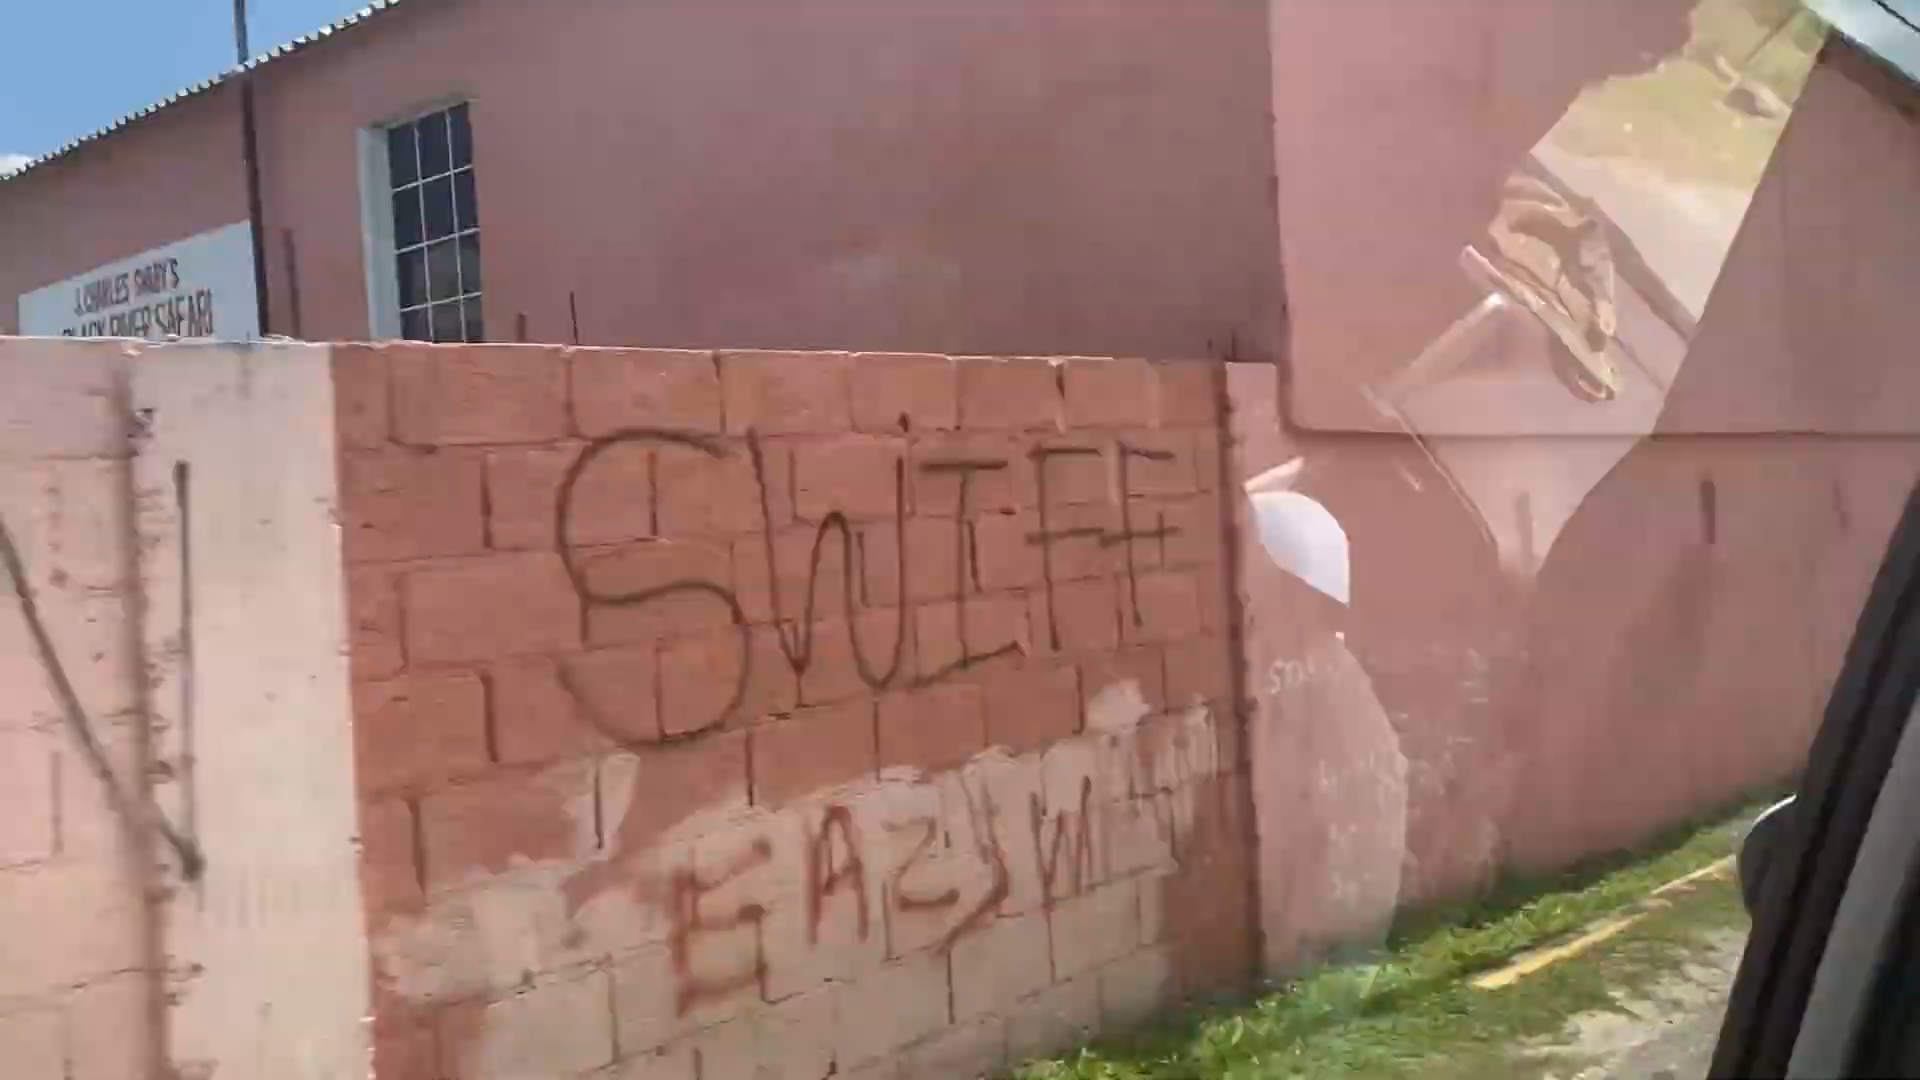 J. CHARLES SWABY'S
BLACK RIVER SAFARI
SWIFF
EAZY